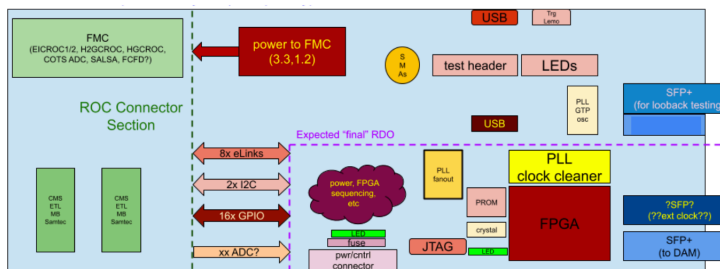 FMC
(EICROC1/2, H2GCROC, HGCROC,
COTS ADC, SALSA, FCFD?)
power to FMC
(3.3,1.2)
USB
Trg
Lemo
S
M
As
test header
LEDs
PLL
GTP
osc
SFP+
(for looback testing
ROC Connector
Section
USB
Expected “final” RDO
8x eLinks
2x I2C
16x GPIO
xx ADC?
CMS
ETL
MB
Samtec
CMS
ETL
MB
Samtec
power, FPGA
sequencing,
etc
LED
fuse
pwr/cntrl
connector
PLL
fanout
PLL
clock cleaner
PROM
crystal
JTAG
LED
FPGA
?SFP?
(??ext clock??)
SFP+
(to DAM)